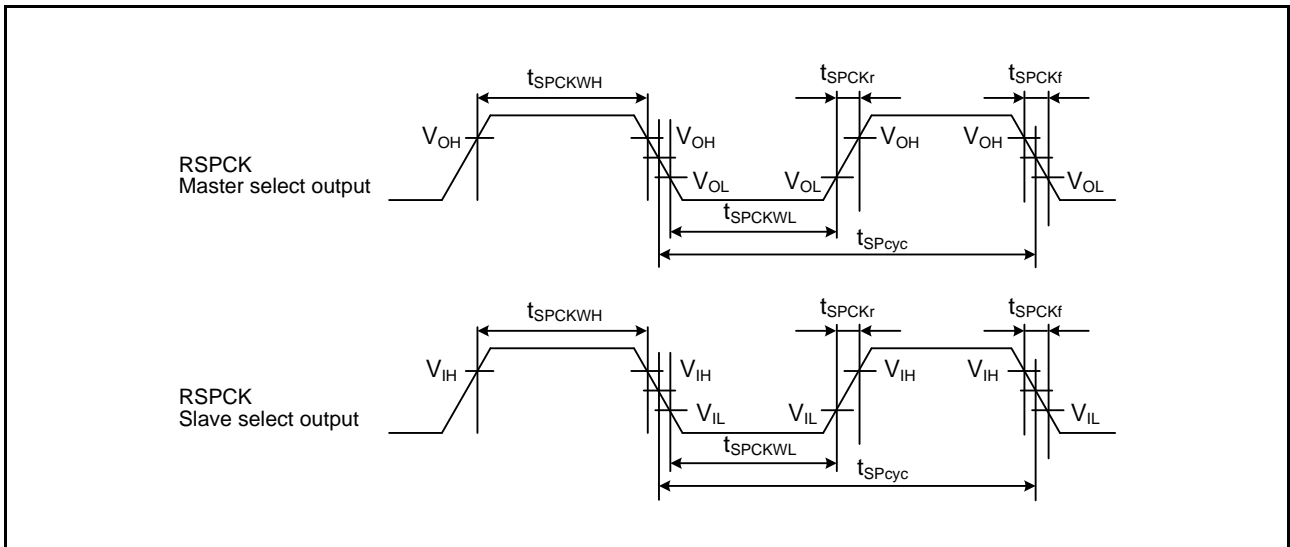 tSPCKWH
tSPCKr
tSPCKf
VOH
VOH
VOH
VOH
RSPCK
Master select output
VOL
VOL
VOL
tSPCKWL
tSPcyc
tSPCKWH
tSPCKr
tSPCKf
VIH
VIH
VIH
VIH
RSPCK
Slave select output
VIL
VIL
VIL
tSPCKWL
tSPcyc